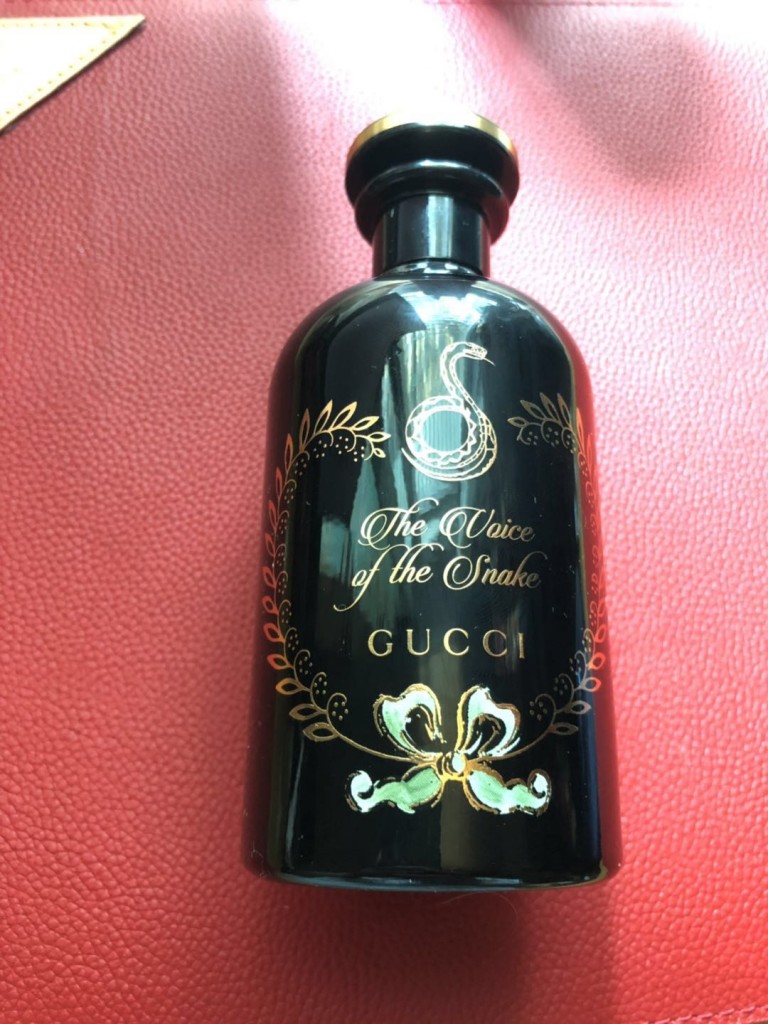 The Voice
of the Snake
GUCCI